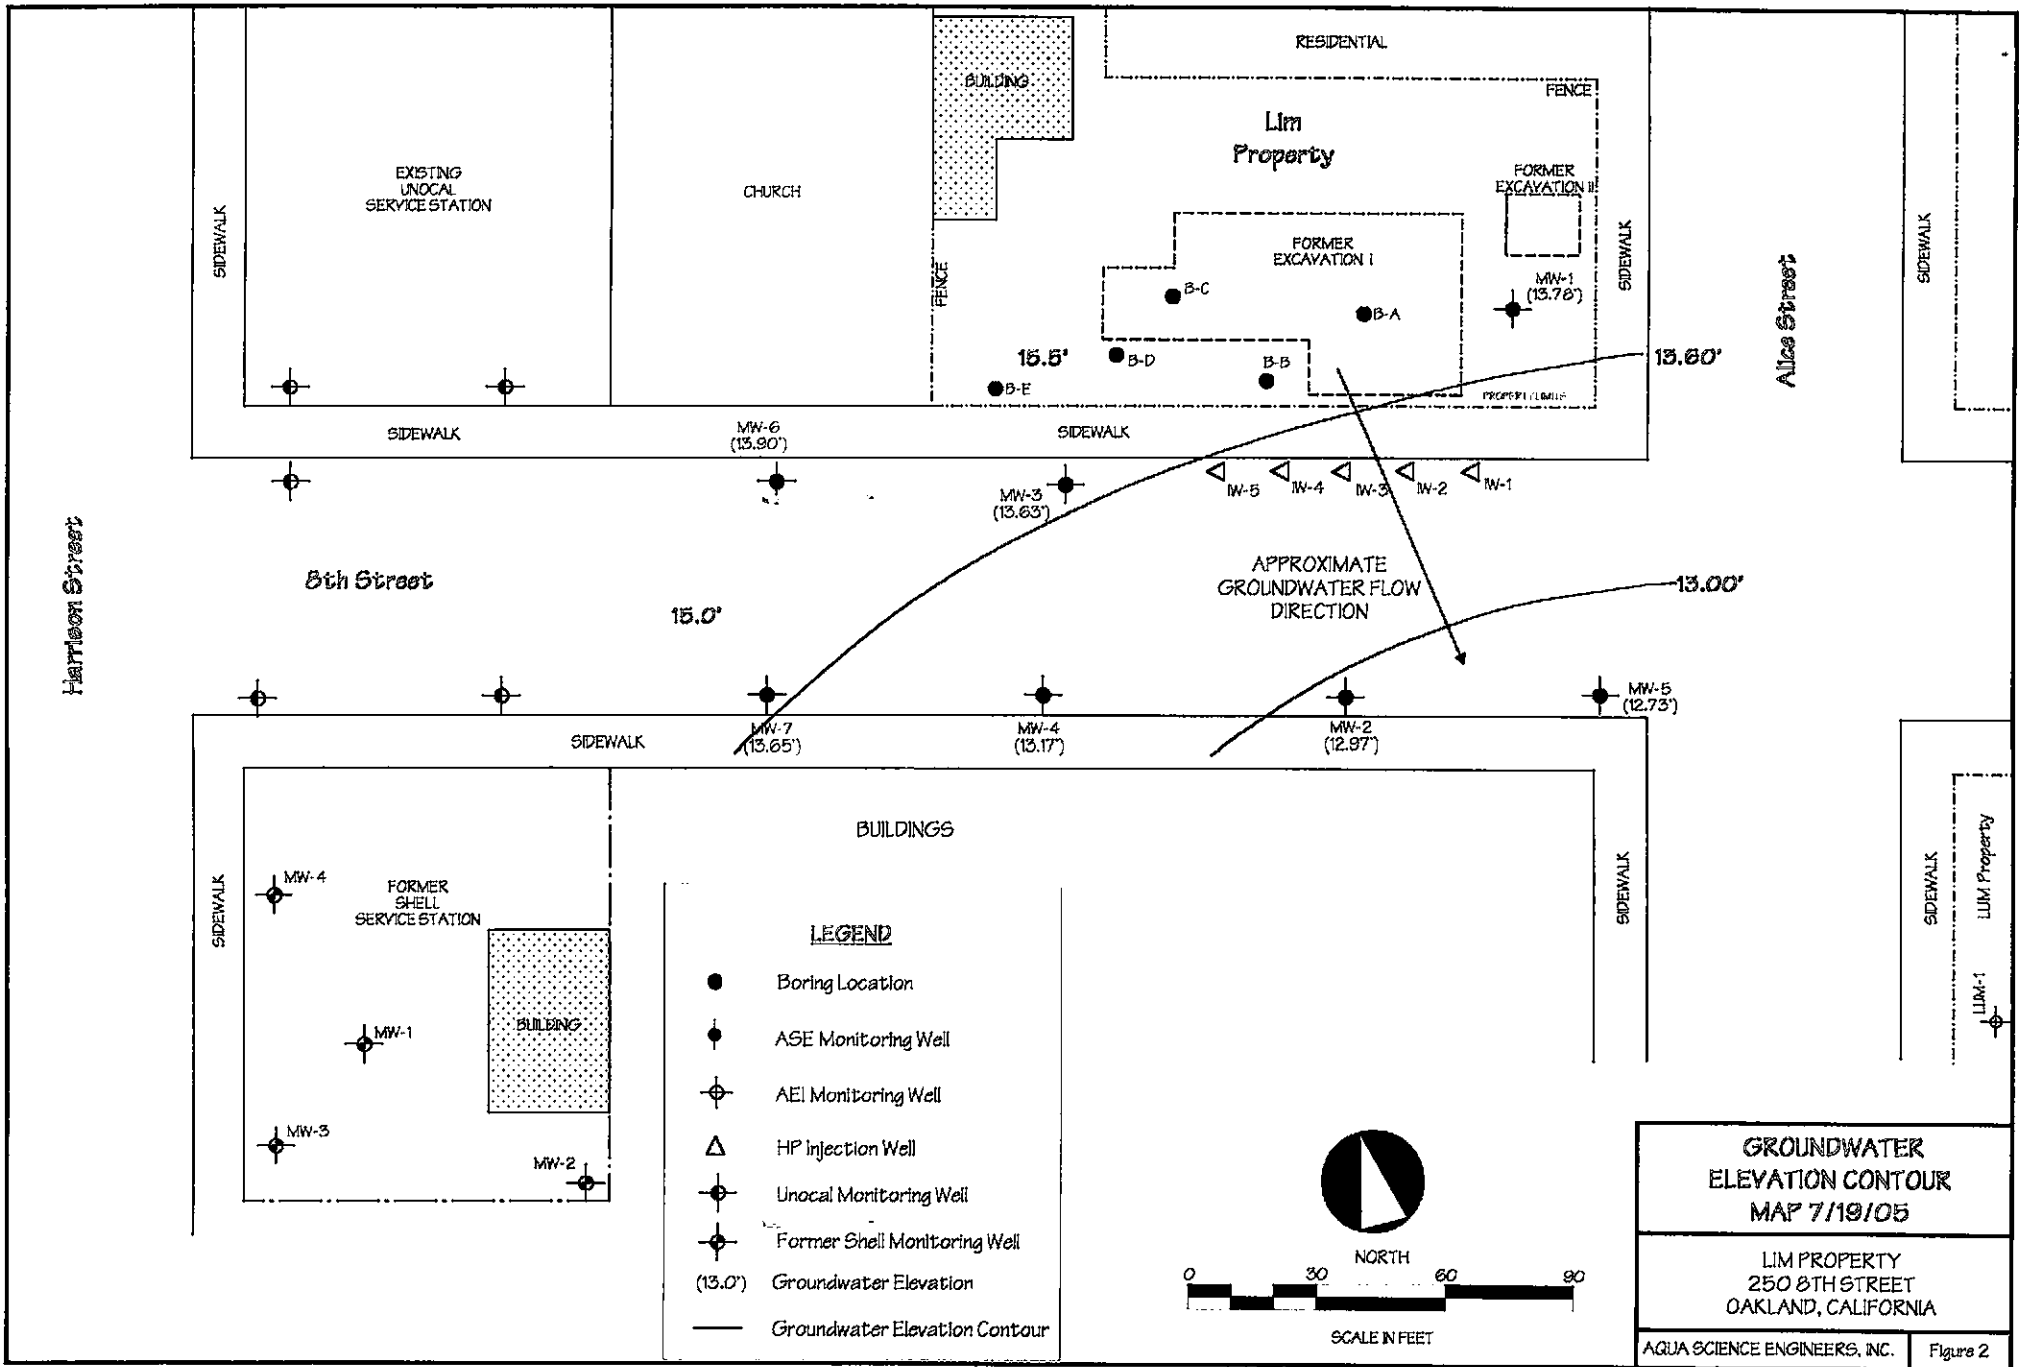 RESIDENTIAL
BUILDING
FENCE
Lim
Property
EXISTING
UNOCAL
SERVICE STATION
CHURCH
FORMER
EXCAVATION II
SIDEWALK
SIDEWALK
SIDEWALK
FORMER
EXCAVATION I
FENCE
MW-1
(13.78')
B-C
B-A
Alice Street
15.5'
B-D
B-B
13.60'
B-E
PROPERTY LIMITS
SIDEWALK
MW-6
(13.90')
SIDEWALK
MW-3
(13.63')
IW-5
IW-4
IW-3
IW-2
IW-1
Harrison Street
8th Street
15.0'
APPROXIMATE
GROUNDWATER FLOW
DIRECTION
13.00'
MW-5
(12.73')
SIDEWALK
MW-7
(13.65')
MW-4
(13.17')
MW-2
(12.97')
BUILDINGS
SIDEWALK
MW-4
FORMER
SHELL
SERVICE STATION
SIDEWALK
SIDEWALK
LUM Property
LUM-1
BUILDING
MW-1
MW-3
MW-2
LEGEND
Boring Location
ASE Monitoring Well
AEI Monitoring Well
HP Injection Well
Unocal Monitoring Well
Former Shell Monitoring Well
(13.0') Groundwater Elevation
Groundwater Elevation Contour
NORTH
0 30 60 90
SCALE IN FEET
GROUNDWATER
ELEVATION CONTOUR
MAP 7/19/05
LIM PROPERTY
250 8TH STREET
OAKLAND, CALIFORNIA
AQUA SCIENCE ENGINEERS, INC.
Figure 2